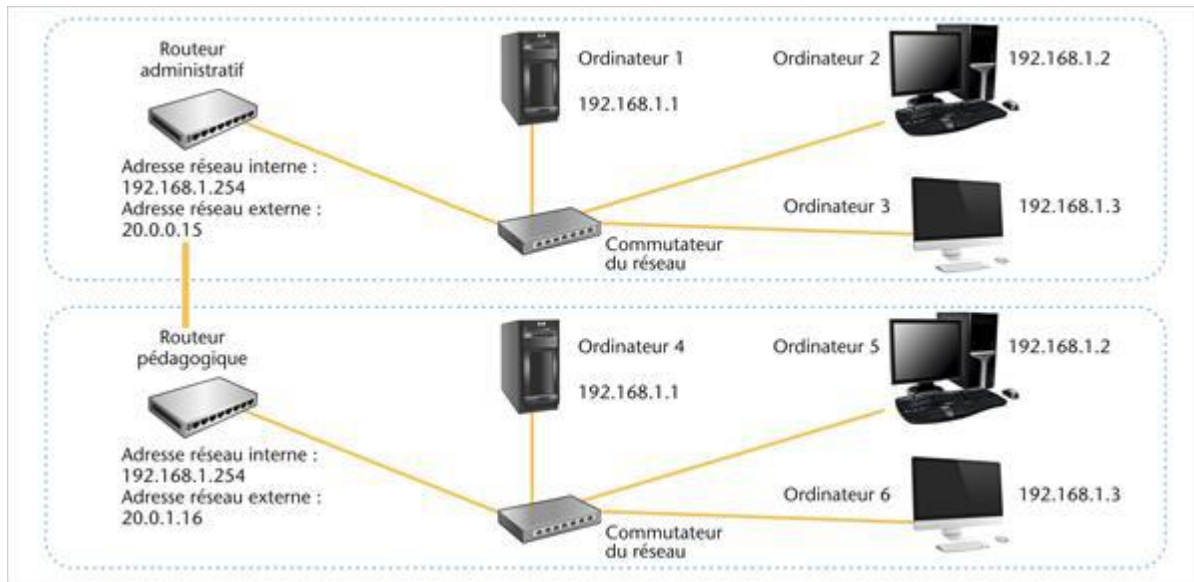 Routeur
administratif
Adresse réseau interne :
192.168.1.254
Adresse réseau externe :
20.0.0.15
Ordinateur 1
192.168.1.1
Ordinateur 2
192.168.1.2
Ordinateur 3
192.168.1.3
Commutateur
du réseau
Routeur
pédagogique
Adresse réseau interne :
192.168.1.254
Adresse réseau externe :
20.0.1.16
Ordinateur 4
192.168.1.1
Ordinateur 5
192.168.1.2
Ordinateur 6
192.168.1.3
Commutateur
du réseau